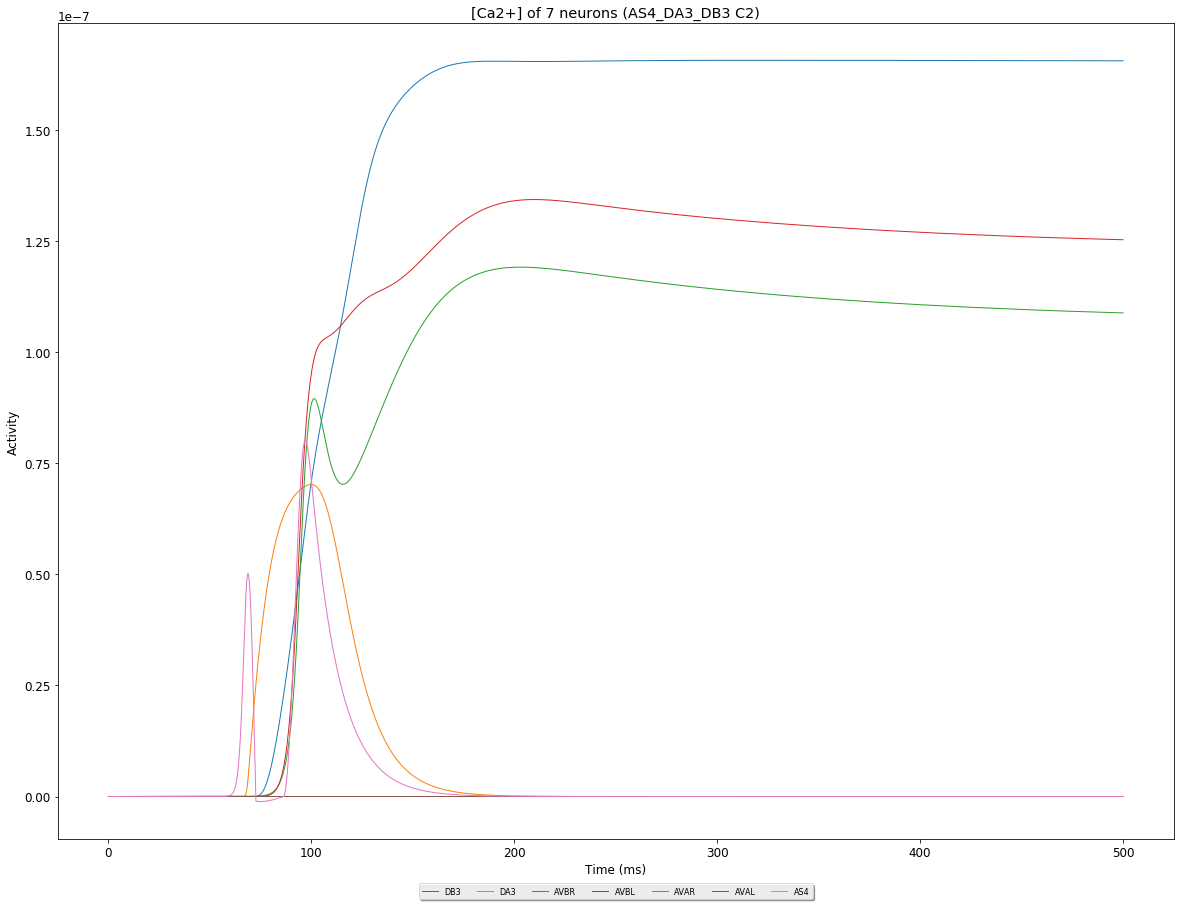 [Ca2+] of 7 neurons (AS4_DA3_DB3 C2)
1e−7
1.50
1.25
1.00
0.75
0.50
0.25
0.00
Activity
0 100 200 300 400 500
Time (ms)
DB3 DA3 AVBR AVBL AVAR AVAL AS4